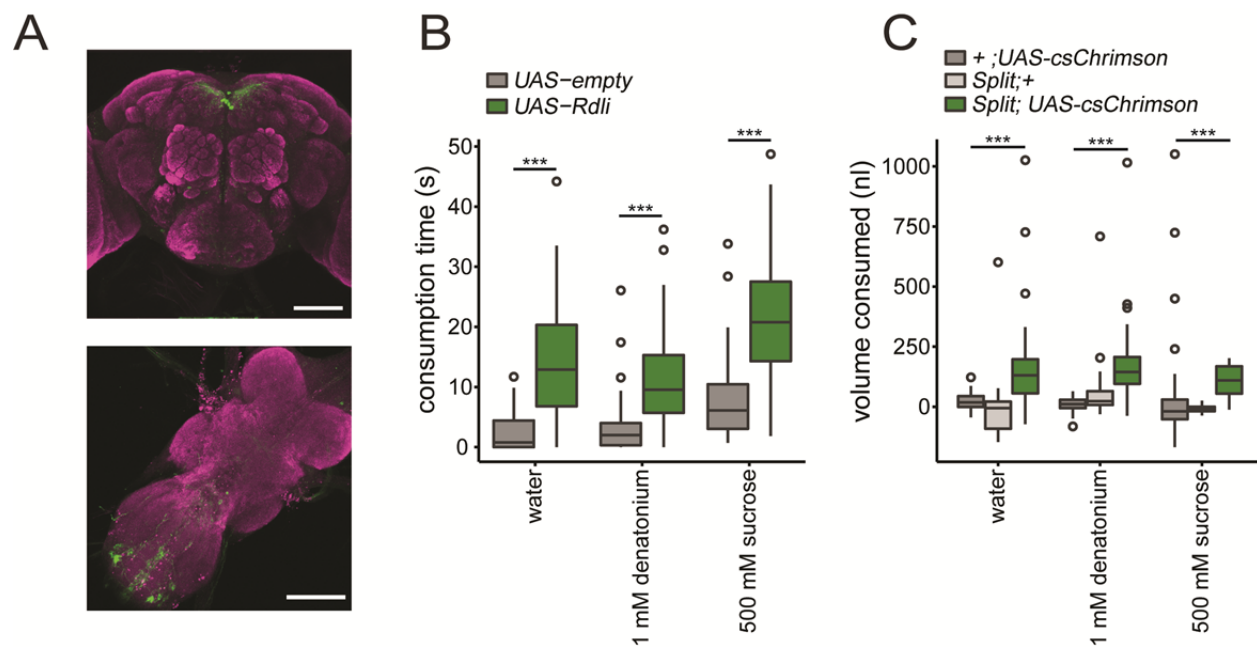 A
B
UAS−empty
UAS−Rdli
consumption time (s)
50
40
30
20
10
0
***
***
***
water
1 mM denatonium
500 mM sucrose
C
+ ;UAS-csChrimson
Split;+
Split; UAS-csChrimson
volume consumed (nl)
1000
750
500
250
0
***
***
***
water
1 mM denatonium
500 mM sucrose